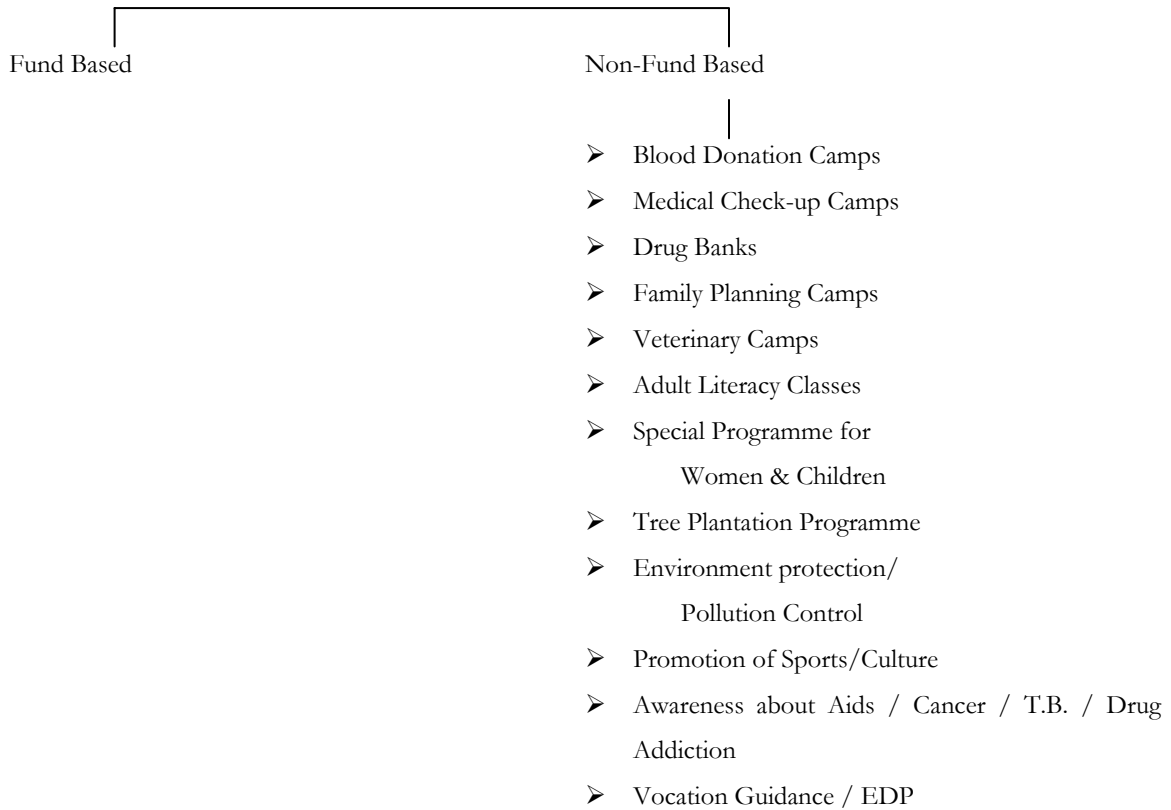 Fund Based
Non-Fund Based
➢ Blood Donation Camps
➢ Medical Check-up Camps
➢ Drug Banks
➢ Family Planning Camps
➢ Veterinary Camps
➢ Adult Literacy Classes
➢ Special Programme for
Women & Children
➢ Tree Plantation Programme
➢ Environment protection/
Pollution Control
➢ Promotion of Sports/Culture
➢ Awareness about Aids / Cancer / T.B. / Drug
Addiction
➢ Vocation Guidance / EDP